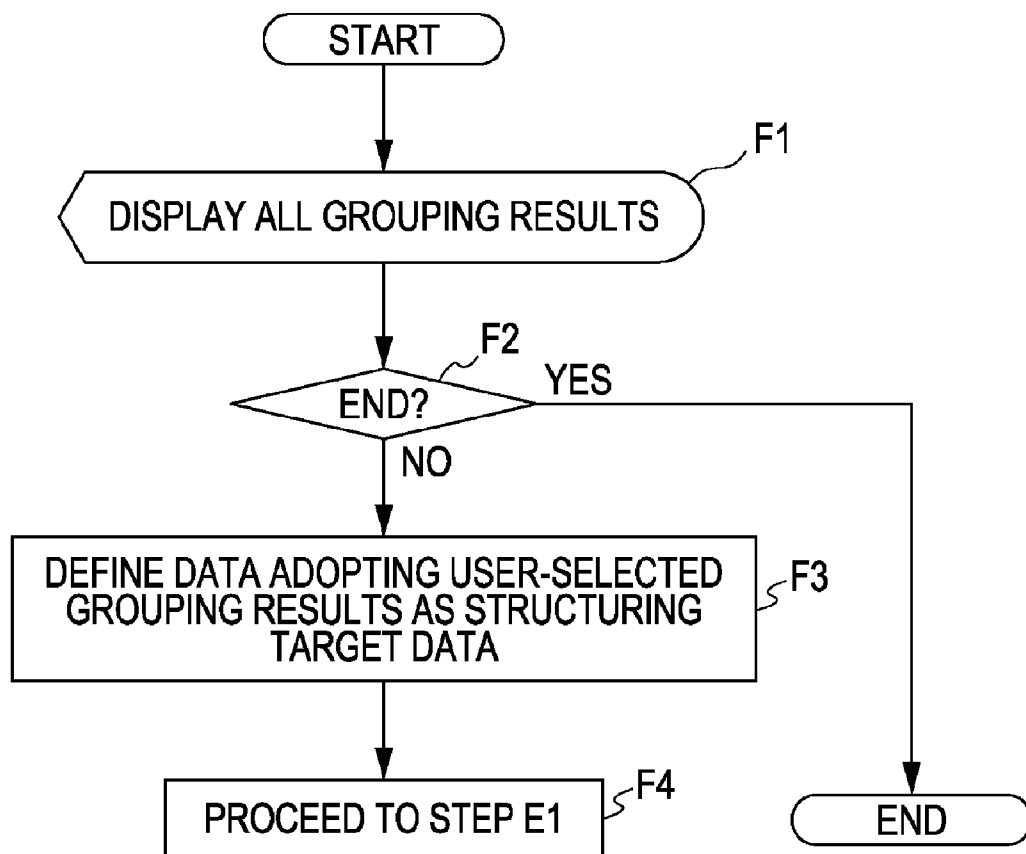 START
F1
DISPLAY ALL GROUPING RESULTS
F2
END?
YES
NO
DEFINE DATA ADOPTING USER-SELECTED
GROUPING RESULTS AS STRUCTURING
TARGET DATA
F3
PROCEED TO STEP E1
F4
END